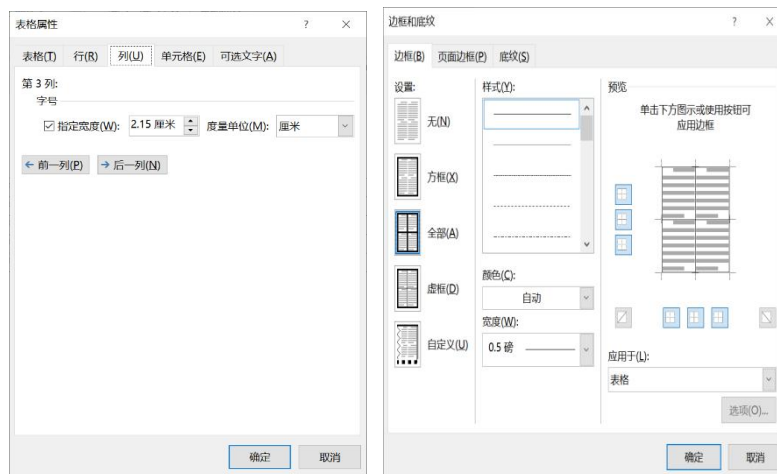 表格属性
? ×
表格(T) 行(R) 列(U) 单元格(E) 可选文字(A)
第 3 列:
字号
指定宽度(W): 2.15 厘米 度量单位(M): 厘米
前一列(P) 后一列(N)
确定 取消
边框和底纹
? ×
边框(B) 页面边框(P) 底纹(S)
设置:
无(N)
方框(X)
全部(A)
虚框(D)
自定义(U)
样式(Y):
颜色(C):
自动
宽度(W):
0.5 磅
预览
单击下方图示或使用按钮可
应用边框
应用于(L):
表格
选项(O)...
确定 取消